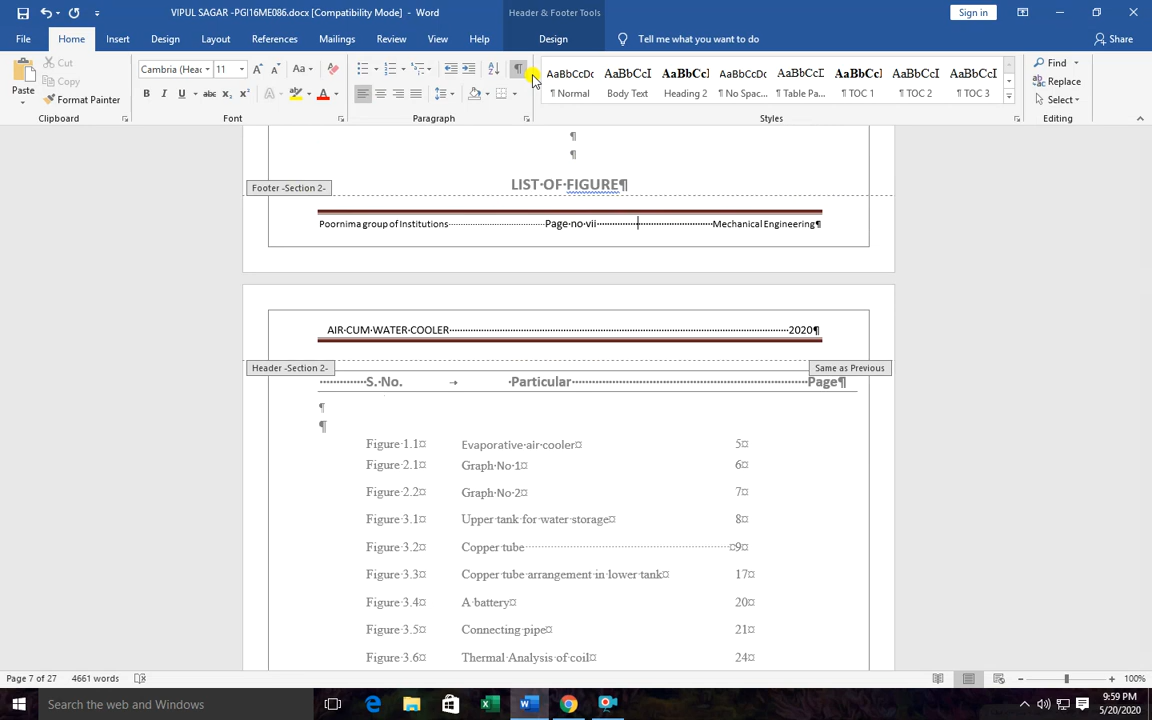 VIPUL SAGAR -PGI16ME086.docx [Compatibility Mode] - Word
Header & Footer Tools
Sign in
File Home Insert Design Layout References Mailings Review View Help Design Tell me what you want to do Share
Paste
Cut
Copy
Format Painter
Cambria (Heac 11
Aa
B I U abc x₂ x² A A
¶
AaBbCcDc ¶ Normal
AaBbCcI Body Text
AaBbCcl Heading 2
AaBbCcDc ¶ No Spac...
AaBbCcD ¶ Table Pa...
AaBbCcI ¶ TOC 1
AaBbCcI ¶ TOC 2
AaBbCcI ¶ TOC 3
Find
Replace
Select
Clipboard Font Paragraph Styles Editing
¶
¶
LIST·OF·FIGURE¶
Footer -Section 2-
Poornima group of Institutions Page·no·vii Mechanical Engineering¶
AIR·CUM·WATER·COOLER 2020¶
Header -Section 2- Same as Previous
S.·No. → ·Particular Page¶
¶
¶
Figure·1.1¤ Evaporative·air·cooler¤ 5¤
Figure·2.1¤ Graph·No·1¤ 6¤
Figure·2.2¤ Graph·No·2¤ 7¤
Figure·3.1¤ Upper·tank·for·water·storage¤ 8¤
Figure·3.2¤ Copper·tube ¤9¤
Figure·3.3¤ Copper·tube·arrangement·in·lower·tank¤ 17¤
Figure·3.4¤ A·battery¤ 20¤
Figure·3.5¤ Connecting·pipe¤ 21¤
Figure·3.6¤ Thermal·Analysis·of·coil¤ 24¤
Page 7 of 27 4661 words 100%
Search the web and Windows
9:59 PM
5/20/2020